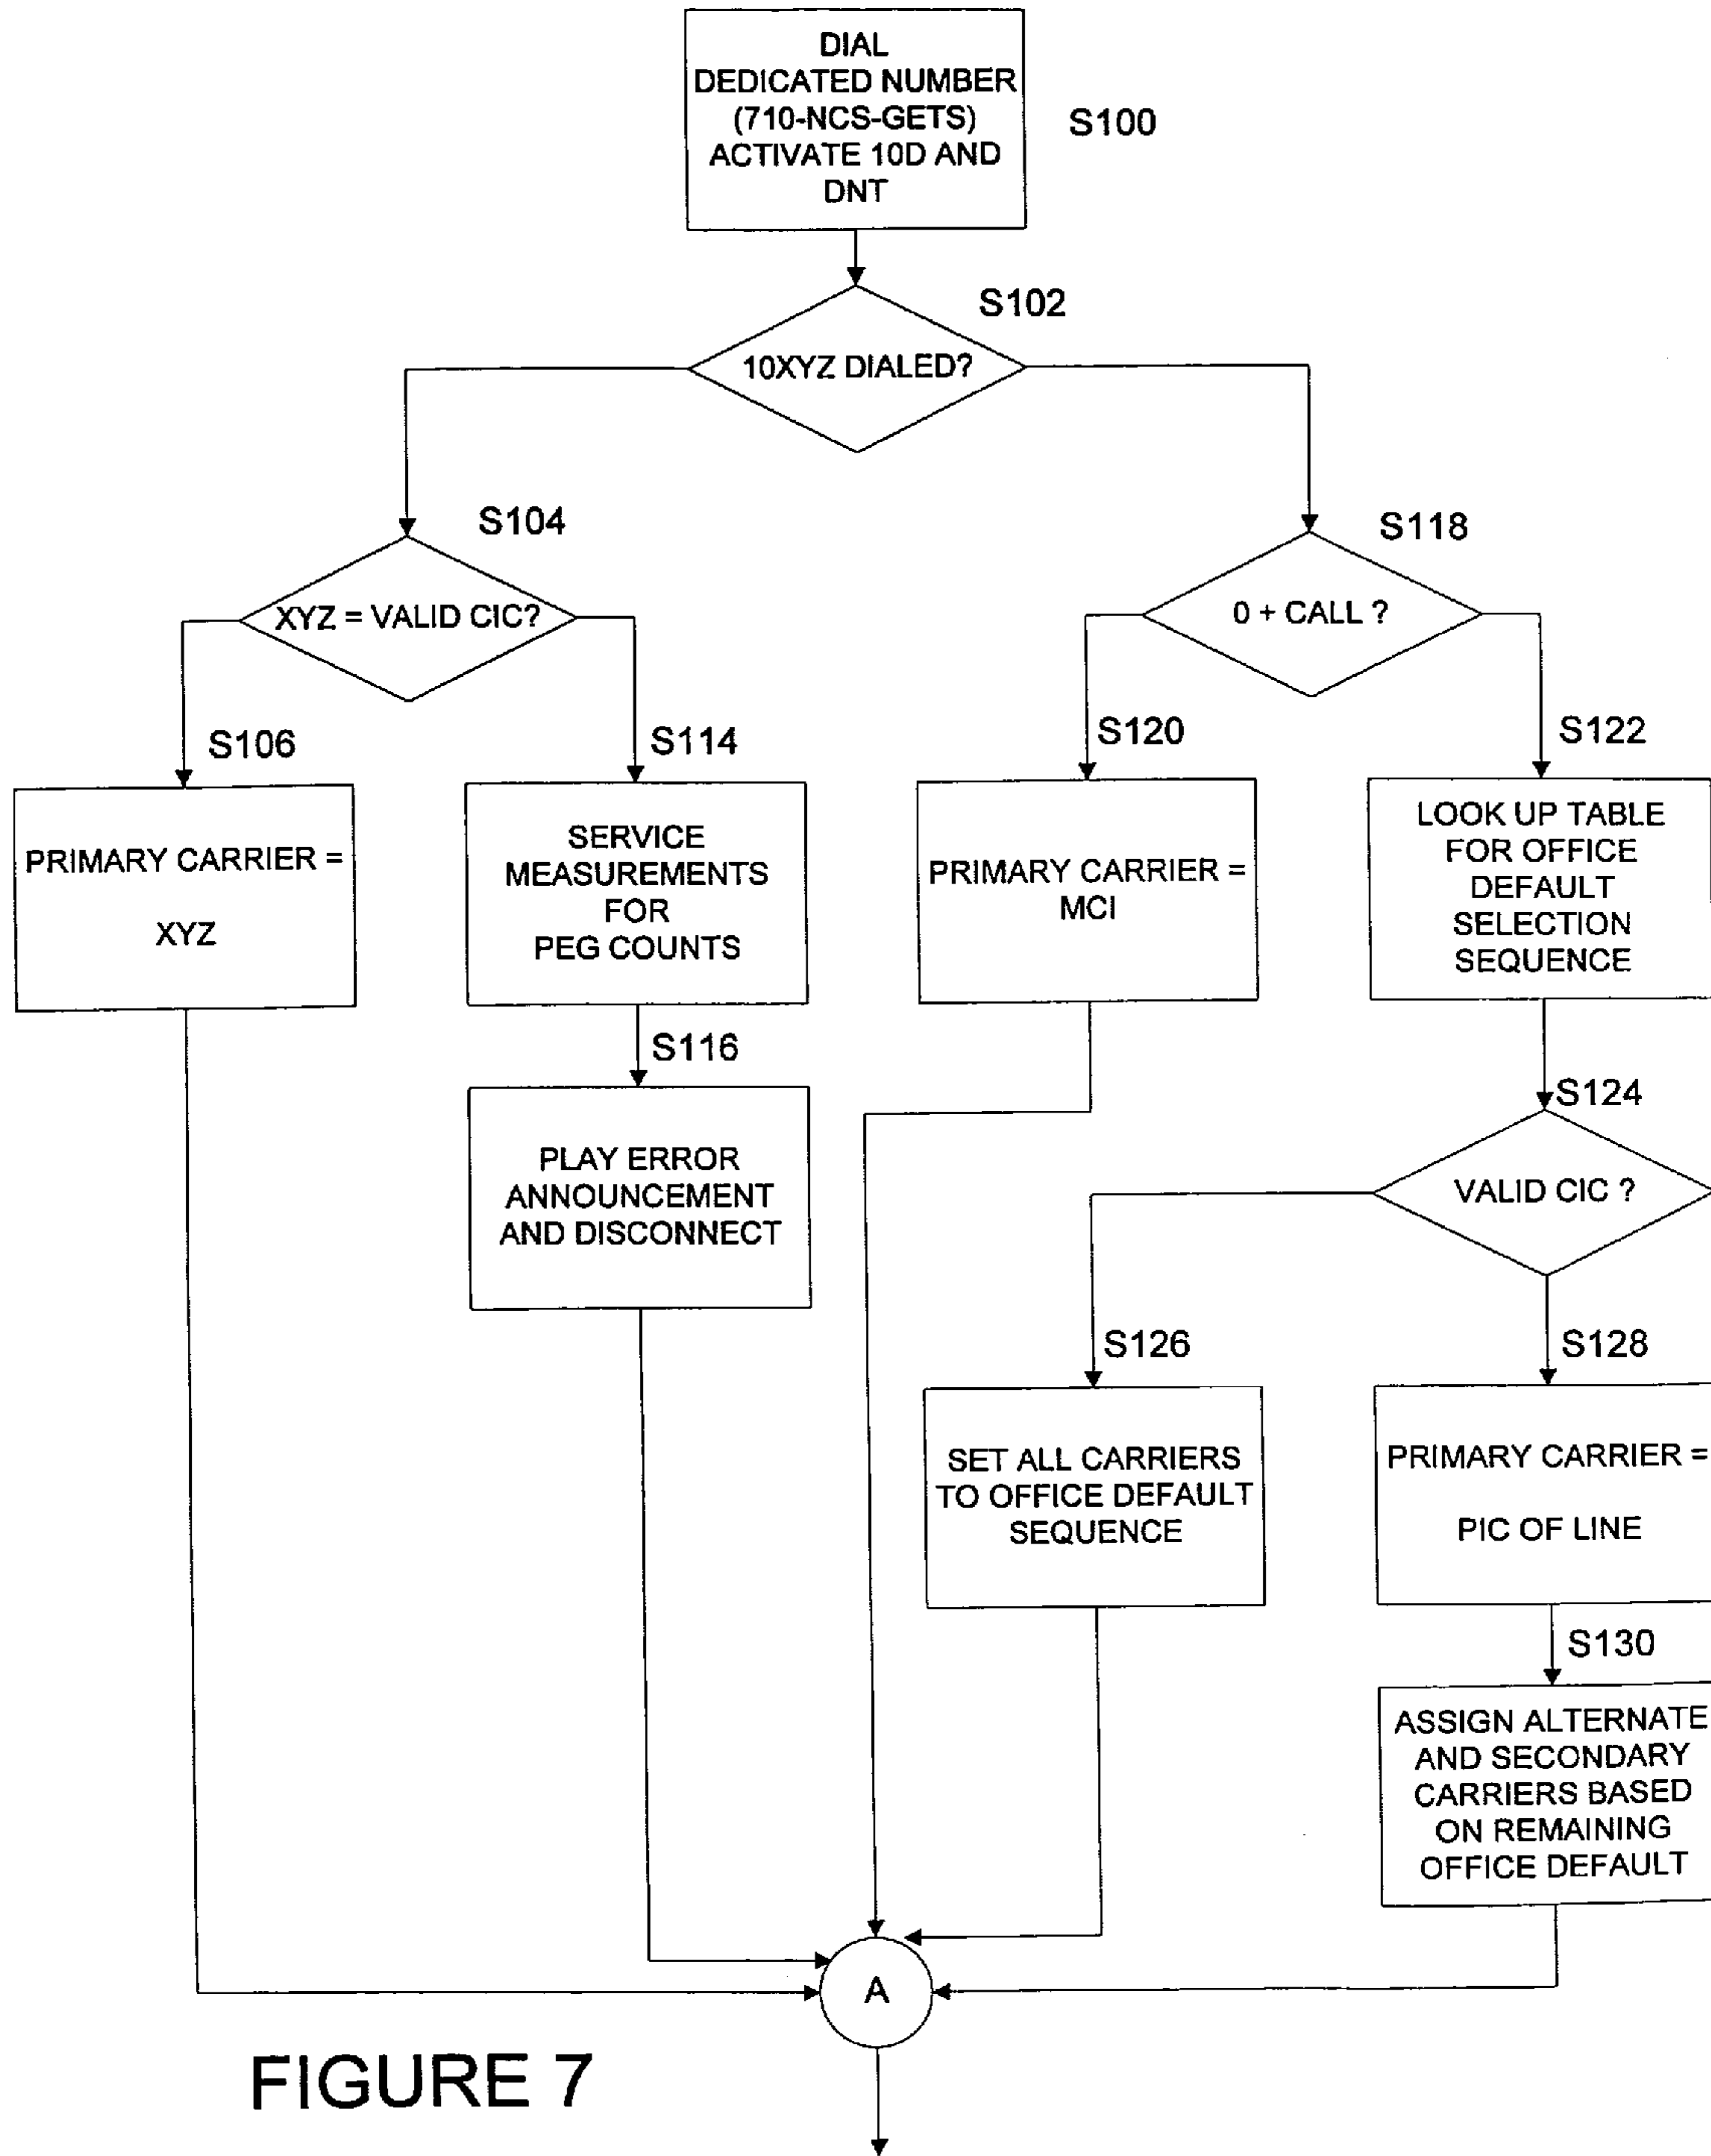 DIAL
DEDICATED NUMBER
(710-NCS-GETS)
ACTIVATE 10D AND
DNT
S100
S102
10XYZ DIALED?
S104
XYZ = VALID CIC?
S118
0 + CALL ?
S106
PRIMARY CARRIER =
XYZ
S114
SERVICE
MEASUREMENTS
FOR
PEG COUNTS
S120
PRIMARY CARRIER =
MCI
S122
LOOK UP TABLE
FOR OFFICE
DEFAULT
SELECTION
SEQUENCE
S116
PLAY ERROR
ANNOUNCEMENT
AND DISCONNECT
S124
VALID CIC ?
S126
SET ALL CARRIERS
TO OFFICE DEFAULT
SEQUENCE
S128
PRIMARY CARRIER =
PIC OF LINE
S130
ASSIGN ALTERNATE
AND SECONDARY
CARRIERS BASED
ON REMAINING
OFFICE DEFAULT
A
FIGURE 7